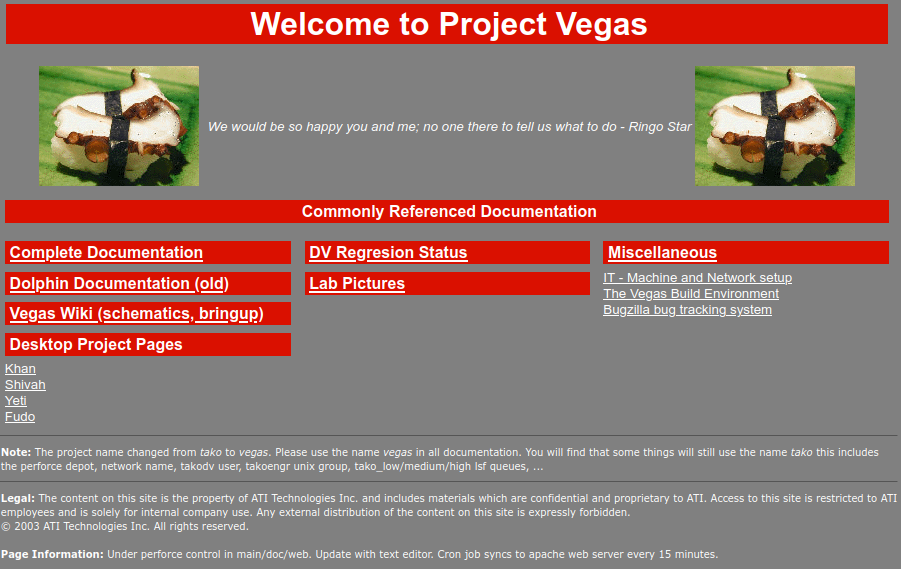 Welcome to Project Vegas
We would be so happy you and me; no one there to tell us what to do - Ringo Star
Commonly Referenced Documentation
Complete Documentation
Dolphin Documentation (old)
Vegas Wiki (schematics, bringup)
Desktop Project Pages
Khan
Shivah
Yeti
Fudo
DV Regresion Status
Lab Pictures
Miscellaneous
IT - Machine and Network setup
The Vegas Build Environment
Bugzilla bug tracking system
Note: The project name changed from tako to vegas. Please use the name vegas in all documentation. You will find that some things will still use the name tako this includes
the perforce depot, network name, takodv user, takoengr unix group, tako_low/medium/high lsf queues, ...
Legal: The content on this site is the property of ATI Technologies Inc. and includes materials which are confidential and proprietary to ATI. Access to this site is restricted to ATI
employees and is solely for internal company use. Any external distribution of the content on this site is expressly forbidden.
© 2003 ATI Technologies Inc. All rights reserved.
Page Information: Under perforce control in main/doc/web. Update with text editor. Cron job syncs to apache web server every 15 minutes.